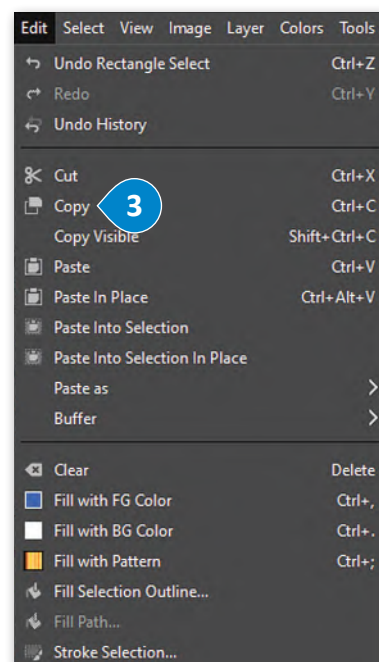 Edit Select View Image Layer Colors Tools
Undo Rectangle Select Ctrl+Z
Redo Ctrl+Y
Undo History
Cut Ctrl+X
Copy 3 Ctrl+C
Copy Visible Shift+Ctrl+C
Paste Ctrl+V
Paste In Place Ctrl+Alt+V
Paste Into Selection
Paste Into Selection In Place
Paste as
Buffer
Clear Delete
Fill with FG Color Ctrl+,
Fill with BG Color Ctrl+.
Fill with Pattern Ctrl+;
Fill Selection Outline...
Fill Path...
Stroke Selection...